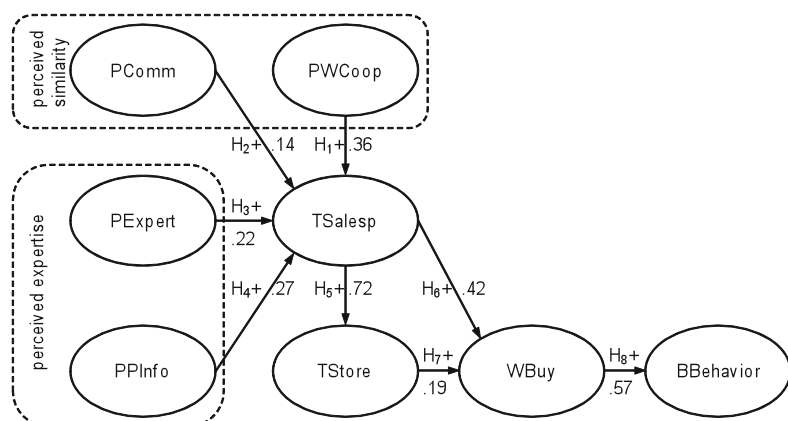 perceived
similarity
PComm
PWCoop
H2+ .14
H1+ .36
perceived expertise
PExpert
H3+
.22
TSalesp
H4+ .27
H5+ .72
H6+ .42
PPInfo
TStore
H7+
.19
WBuy
H8+
.57
BBehavior